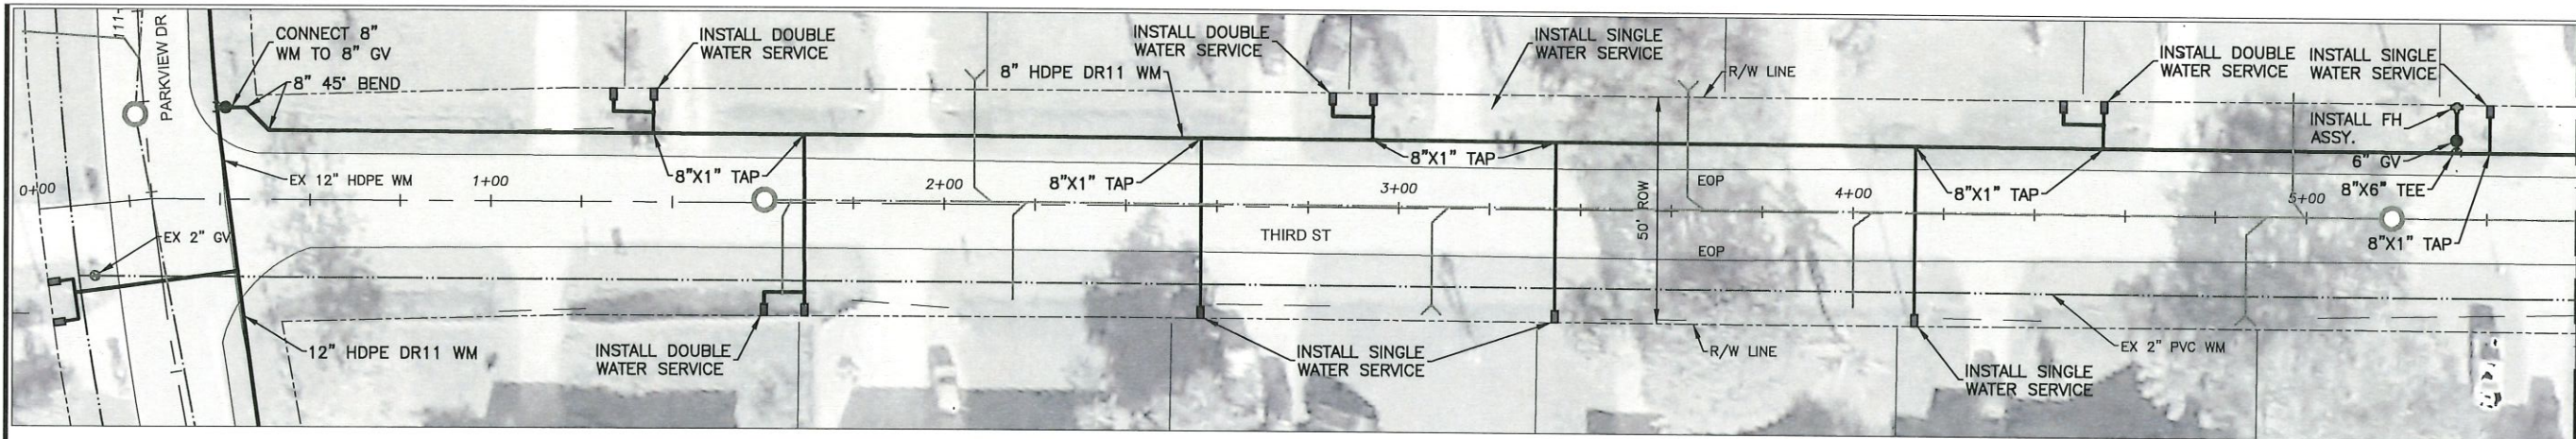 11-
PARKVIEW DR
CONNECT 8"
WM TO 8" GV
8" 45° BEND
INSTALL DOUBLE
WATER SERVICE
8" HDPE DR11 WM
INSTALL DOUBLE
WATER SERVICE
INSTALL SINGLE
WATER SERVICE
R/W LINE
INSTALL DOUBLE
WATER SERVICE
INSTALL SINGLE
WATER SERVICE
INSTALL FH
ASSY.
6" GV
8"X6" TEE
8"X1" TAP
0+00
EX 12" HDPE WM
1+00
8"X1" TAP
2+00
8"X1" TAP
3+00
8"X1" TAP
EOP
4+00
8"X1" TAP
5+00
EX 2" GV
THIRD ST
50' ROW
EOP
12" HDPE DR11 WM
INSTALL DOUBLE
WATER SERVICE
INSTALL SINGLE
WATER SERVICE
R/W LINE
INSTALL SINGLE
WATER SERVICE
EX 2" PVC WM